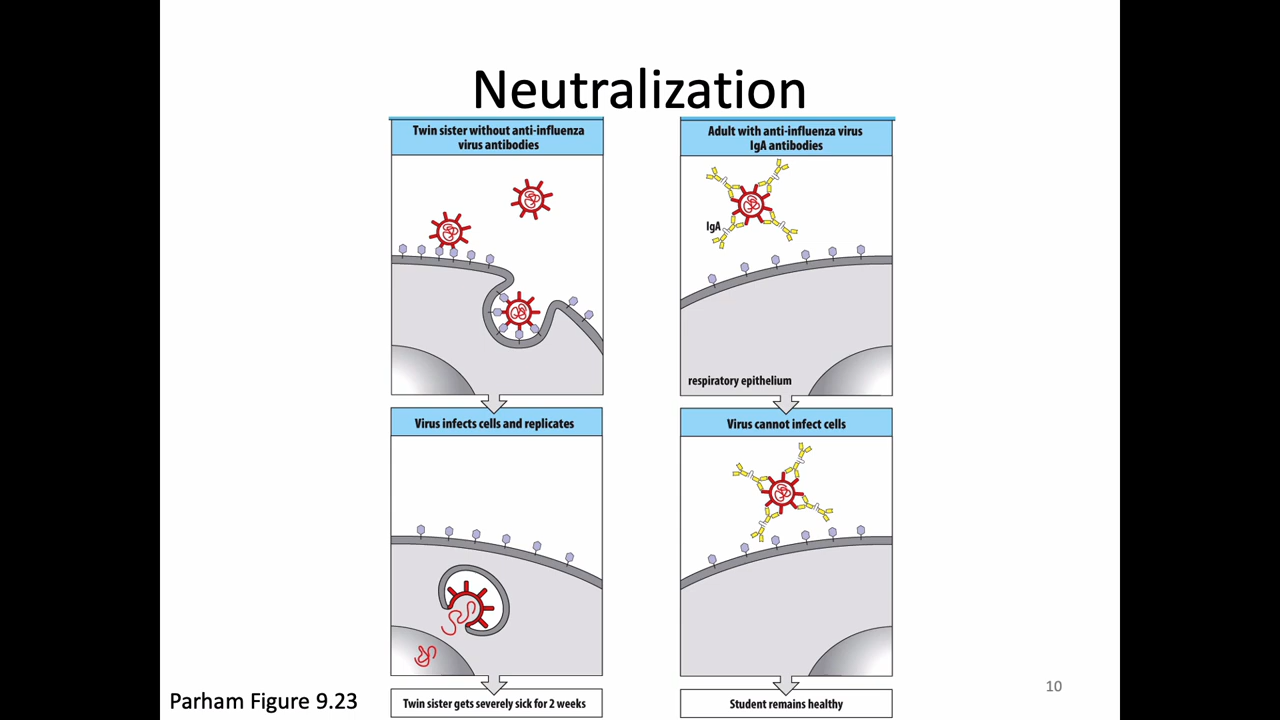 Neutralization
Twin sister without anti-influenza
virus antibodies
Virus infects cells and replicates
Twin sister gets severely sick for 2 weeks
Adult with anti-influenza virus
IgA antibodies
IgA
respiratory epithelium
Virus cannot infect cells
Student remains healthy
Parham Figure 9.23
10